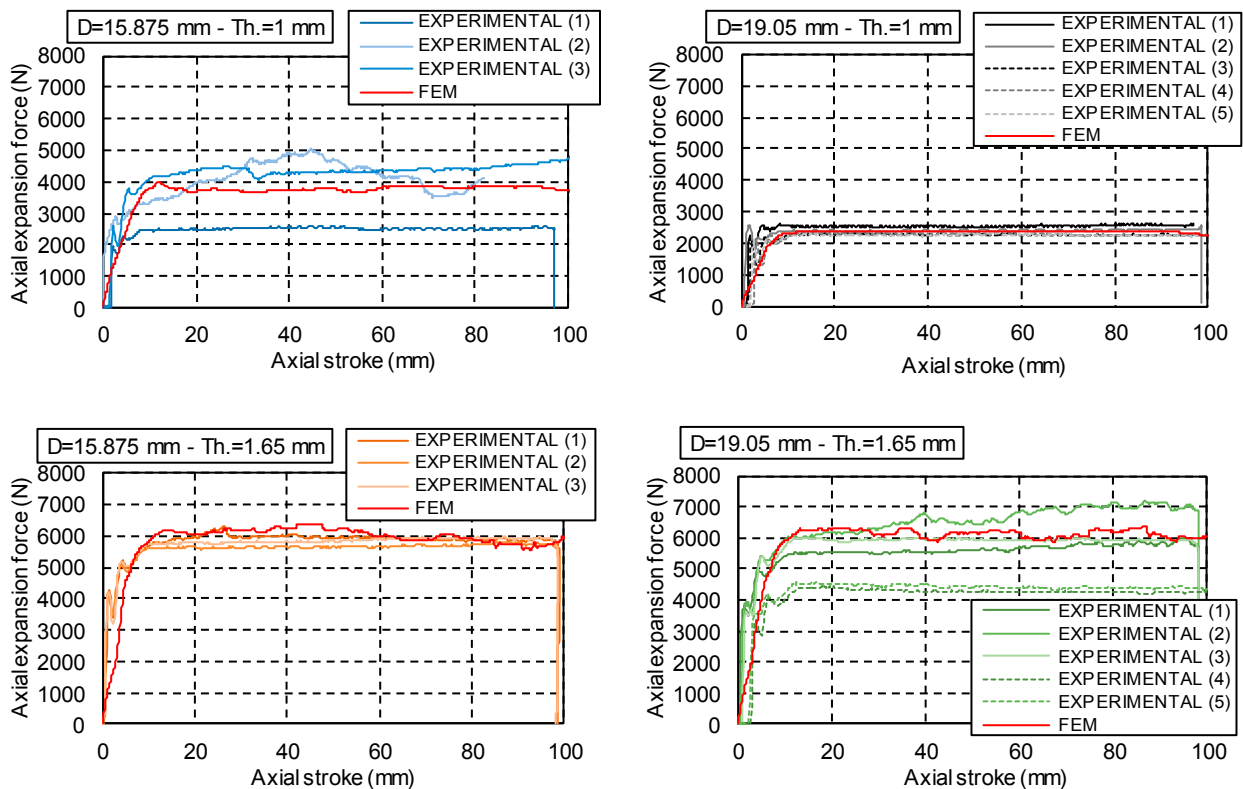 D=15.875 mm - Th.=1 mm
EXPERIMENTAL (1)
EXPERIMENTAL (2)
EXPERIMENTAL (3)
FEM
Axial expansion force (N)
8000
7000
6000
5000
4000
3000
2000
1000
0
0 20 40 60 80 100
Axial stroke (mm)
D=19.05 mm - Th.=1 mm
EXPERIMENTAL (1)
EXPERIMENTAL (2)
EXPERIMENTAL (3)
EXPERIMENTAL (4)
EXPERIMENTAL (5)
FEM
Axial expansion force (N)
8000
7000
6000
5000
4000
3000
2000
1000
0
0 20 40 60 80 100
Axial stroke (mm)
D=15.875 mm - Th.=1.65 mm
EXPERIMENTAL (1)
EXPERIMENTAL (2)
EXPERIMENTAL (3)
FEM
Axial expansion force (N)
8000
7000
6000
5000
4000
3000
2000
1000
0
0 20 40 60 80 100
Axial stroke (mm)
D=19.05 mm - Th.=1.65 mm
Axial expansion force (N)
8000
7000
6000
5000
4000
3000
2000
1000
0
EXPERIMENTAL (1)
EXPERIMENTAL (2)
EXPERIMENTAL (3)
EXPERIMENTAL (4)
EXPERIMENTAL (5)
FEM
0 20 40 60 80 100
Axial stroke (mm)